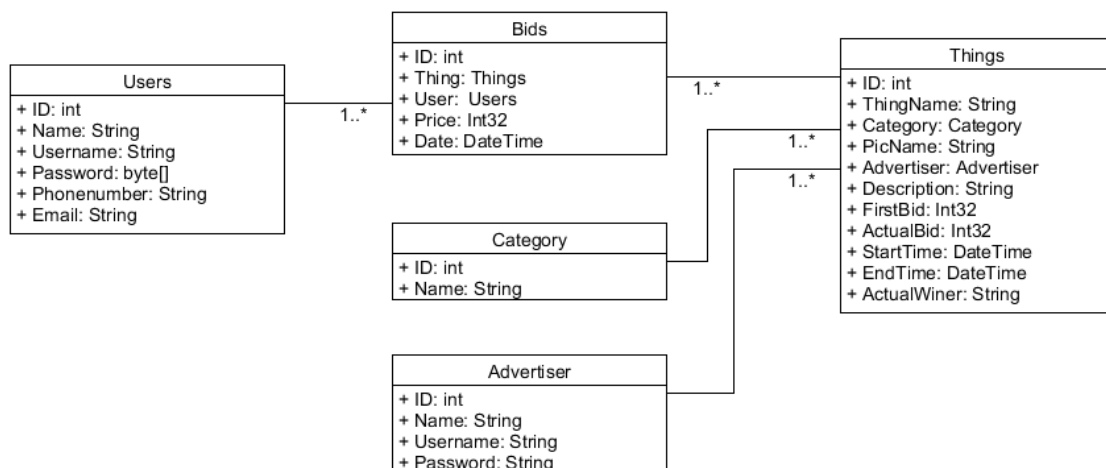 Users
+ ID: int
+ Name: String
+ Username: String
+ Password: byte[]
+ Phonenumber: String
+ Email: String
1..*
Bids
+ ID: int
+ Thing: Things
+ User:  Users
+ Price: Int32
+ Date: DateTime
1..*
Category
+ ID: int
+ Name: String
1..*
Advertiser
+ ID: int
+ Name: String
+ Username: String
+ Password: String
1..*
Things
+ ID: int
+ ThingName: String
+ Category: Category
+ PicName: String
+ Advertiser: Advertiser
+ Description: String
+ FirstBid: Int32
+ ActualBid: Int32
+ StartTime: DateTime
+ EndTime: DateTime
+ ActualWiner: String